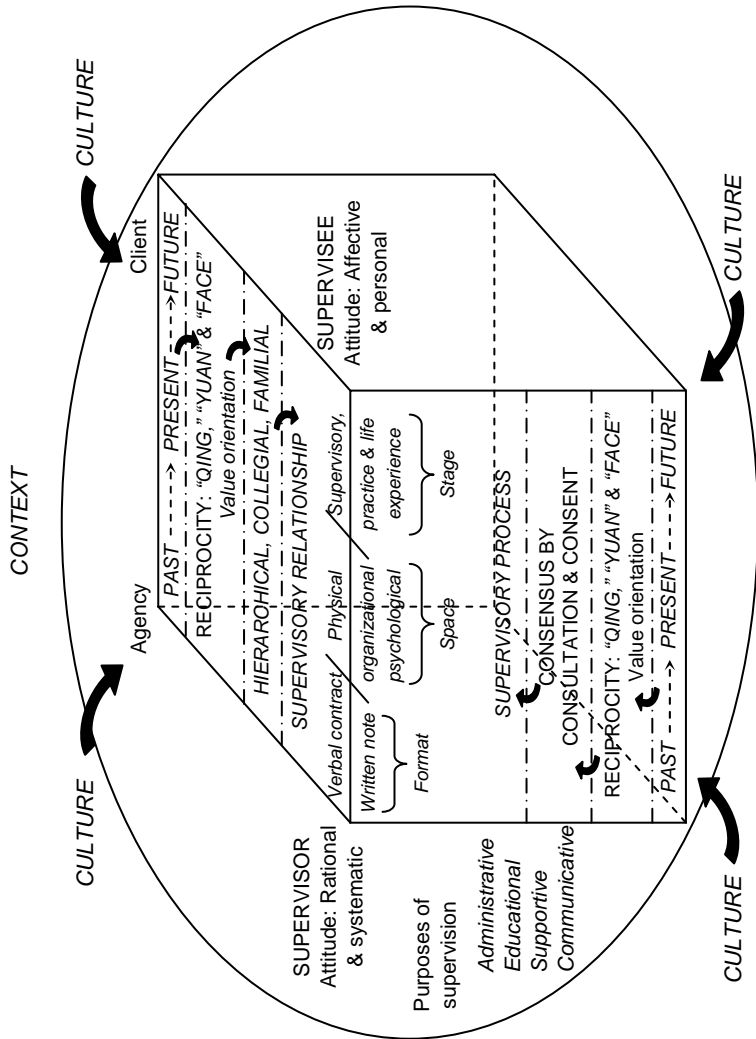 CONTEXT
CULTURE
CULTURE
Agency
Client
PAST PRESENT FUTURE
RECIPROCITY: “QING,” “YUAN” & “FACE”
Value orientation
HIERARCHICAL, COLLEGIAL, FAMILIAL
SUPERVISORY RELATIONSHIP
SUPERVISOR
Attitude: Rational
& systematic
SUPERVISEE
Attitude: Affective
& personal
Verbal contract
Written note
Format
Physical
organizational
psychological
Space
Supervisory,
practice & life
experience
Stage
Purposes of
supervision
Administrative
Educational
Supportive
Communicative
SUPERVISORY PROCESS
CONSENSUS BY
CONSULTATION & CONSENT
RECIPROCITY: “QING,” “YUAN” & “FACE”
Value orientation
PAST PRESENT FUTURE
CULTURE
CULTURE